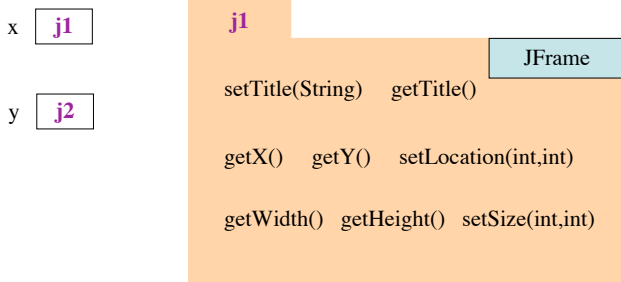 x j1
y j2
j1
JFrame
setTitle(String) getTitle()
getX() getY() setLocation(int,int)
getWidth() getHeight() setSize(int,int)